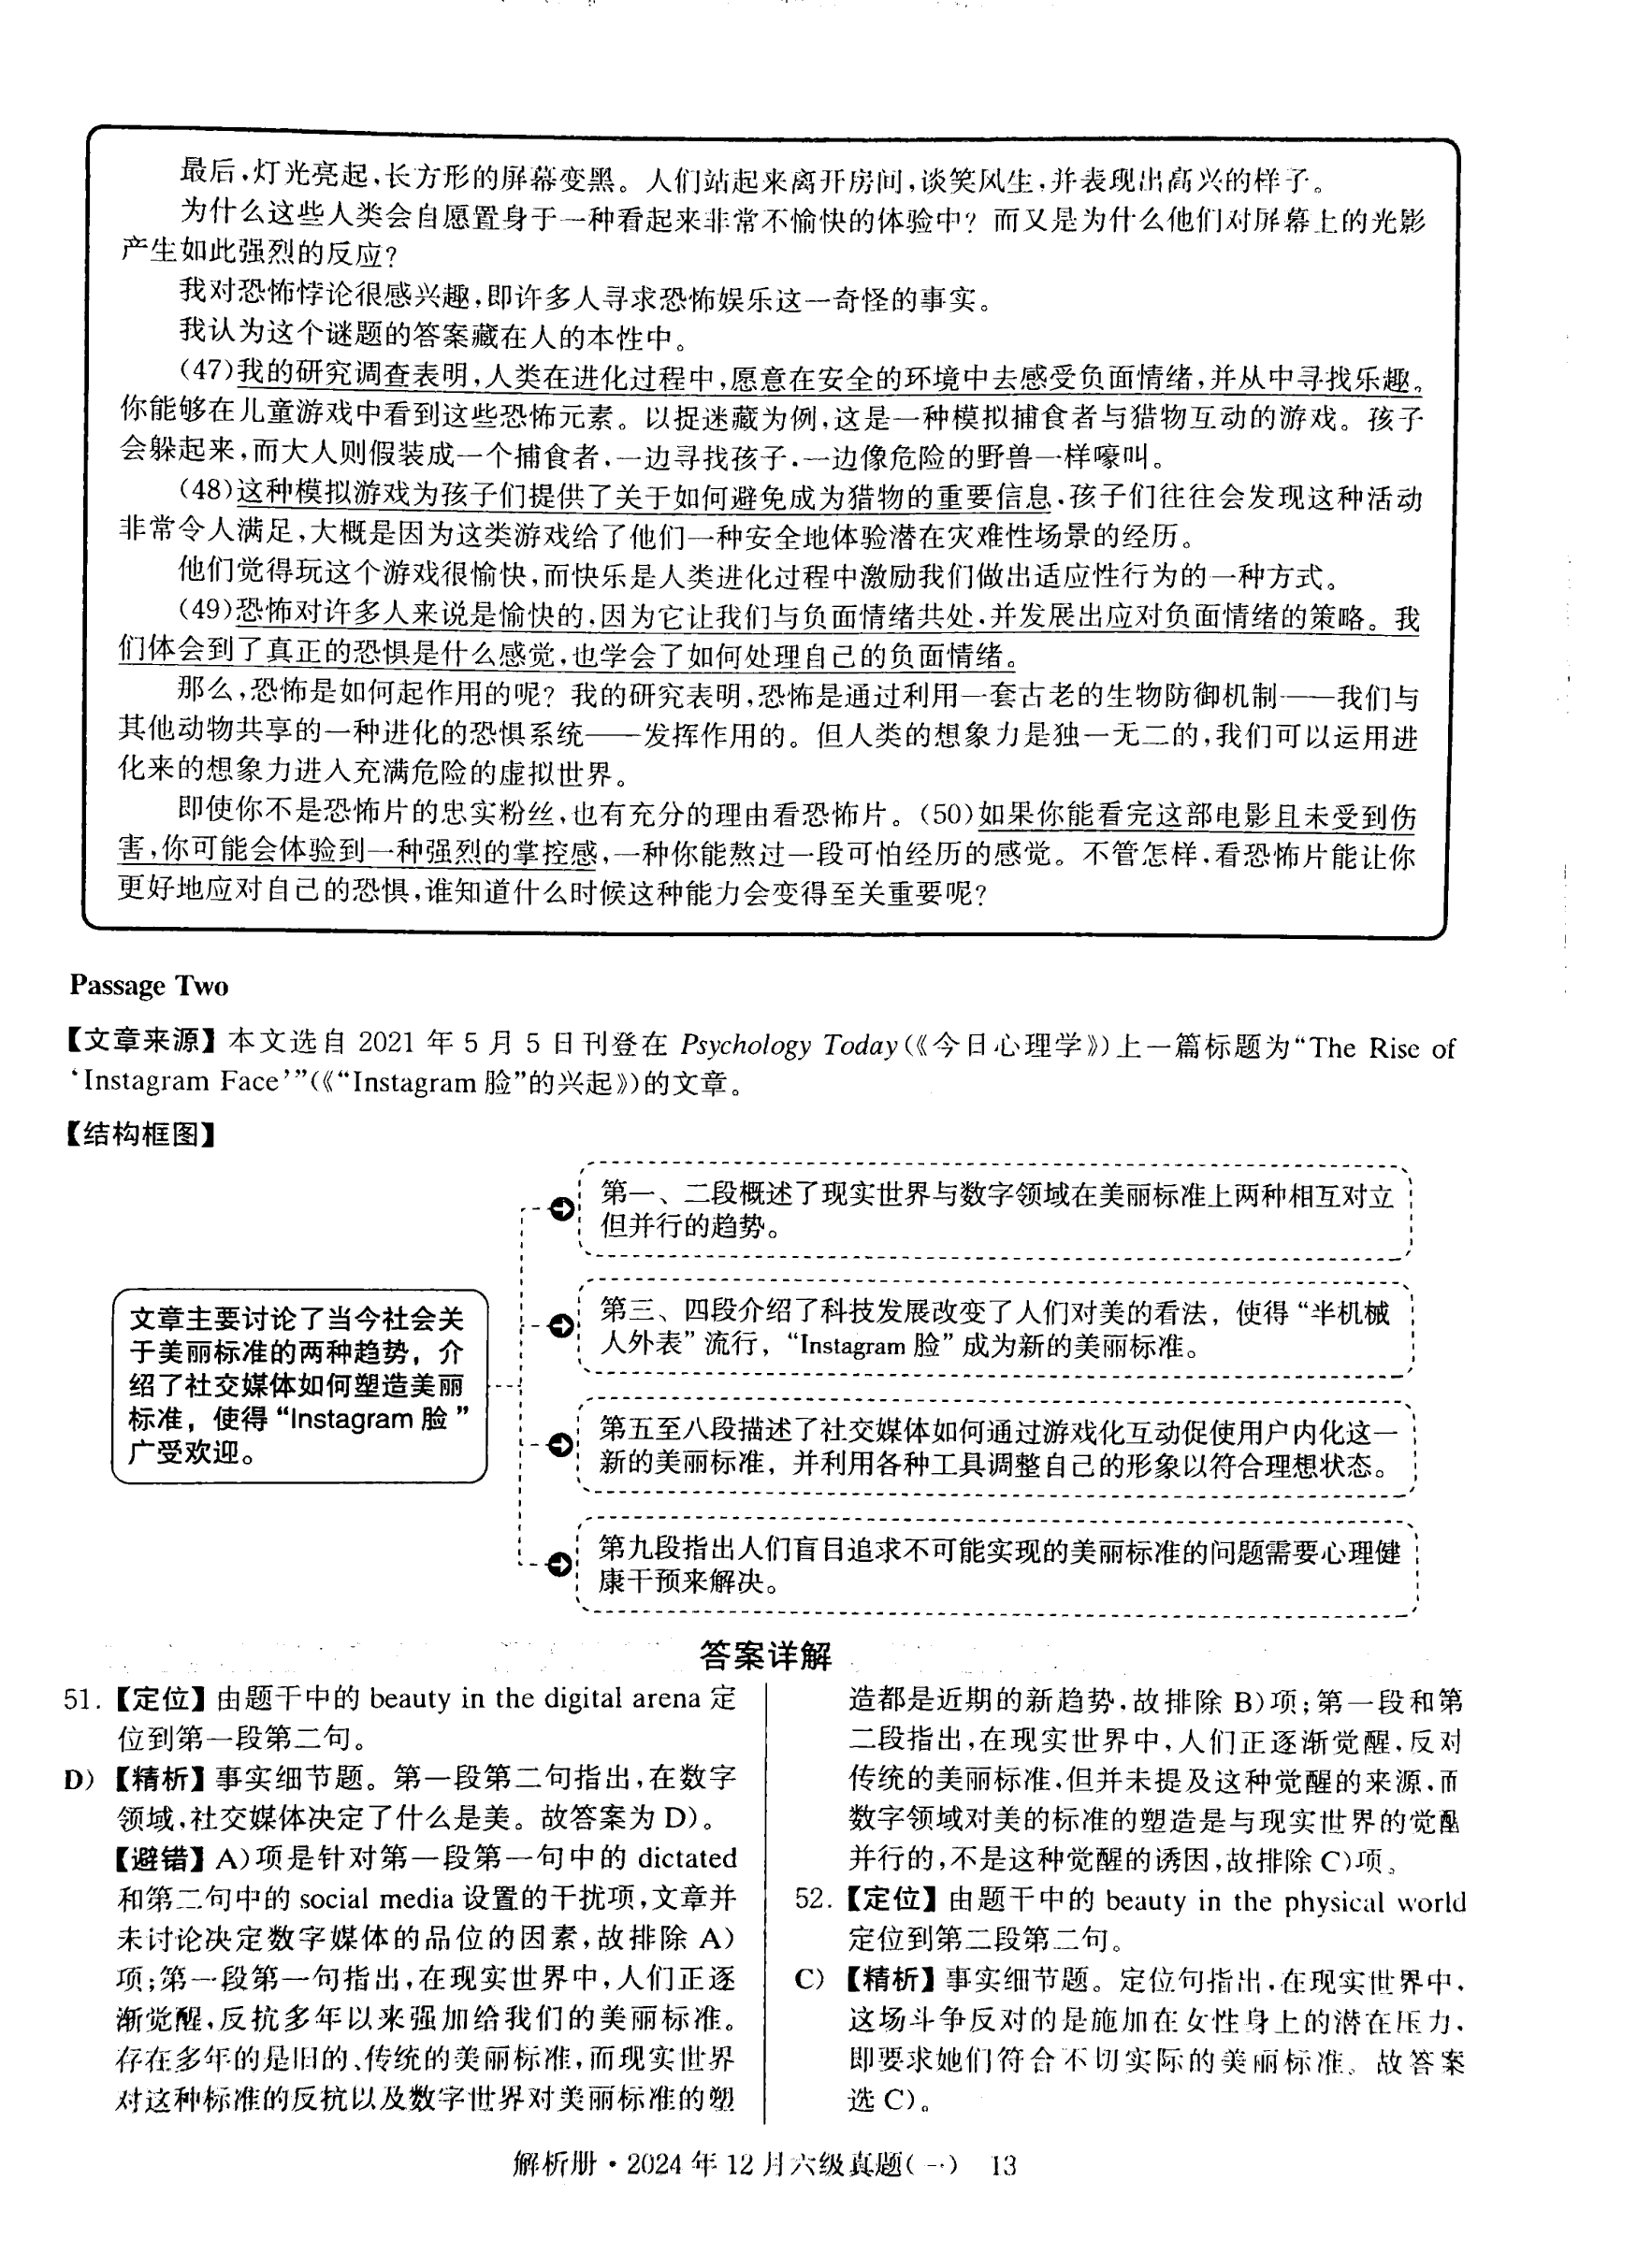 最后,灯光亮起,长方形的屏幕变黑。人们站起来离开房间,谈笑风生,并表现出高兴的样子。
为什么这些人类会自愿置身于一种看起来非常不愉快的体验中?而又是为什么他们对屏幕上的光影
产生如此强烈的反应?
我对恐怖悖论很感兴趣,即许多人寻求恐怖娱乐这一奇怪的事实。
我认为这个谜题的答案藏在人的本性中。
(47)我的研究调查表明,人类在进化过程中,愿意在安全的环境中去感受负面情绪,并从中寻找乐趣。
你能够在儿童游戏中看到这些恐怖元素。以捉迷藏为例,这是一种模拟捕食者与猎物互动的游戏。孩子
会躲起来,而大人则假装成一个捕食者,一边寻找孩子,一边像危险的野兽一样嚎叫。
(48)这种模拟游戏为孩子们提供了关于如何避免成为猎物的重要信息,孩子们往往会发现这种活动
非常令人满足,大概是因为这类游戏给了他们一种安全地体验潜在灾难性场景的经历。
他们觉得玩这个游戏很愉快,而快乐是人类进化过程中激励我们做出适应性行为的一种方式。
(49)恐怖对许多人来说是愉快的,因为它让我们与负面情绪共处,并发展出应对负面情绪的策略。我
们体会到了真正的恐惧是什么感觉,也学会了如何处理自己的负面情绪。
那么,恐怖是如何起作用的呢?我的研究表明,恐怖是通过利用一套古老的生物防御机制——我们与
其他动物共享的一种进化的恐惧系统——发挥作用的。但人类的想象力是独一无二的,我们可以运用进
化来的想象力进入充满危险的虚拟世界。
即使你不是恐怖片的忠实粉丝,也有充分的理由看恐怖片。(50)如果你能看完这部电影且未受到伤
害,你可能会体验到一种强烈的掌控感,一种你能熬过一段可怕经历的感觉。不管怎样,看恐怖片能让你
更好地应对自己的恐惧,谁知道什么时候这种能力会变得至关重要呢?
Passage Two
【文章来源】本文选自 2021 年 5 月 5 日刊登在 Psychology Today(《今日心理学》)上一篇标题为“The Rise of
‘Instagram Face’”(《“Instagram 脸”的兴起》)的文章。
【结构框图】
文章主要讨论了当今社会关
于美丽标准的两种趋势，介
绍了社交媒体如何塑造美丽
标准，使得“Instagram 脸”
广受欢迎。
第一、二段概述了现实世界与数字领域在美丽标准上两种相互对立
但并行的趋势。
第三、四段介绍了科技发展改变了人们对美的看法，使得“半机械
人外表”流行，“Instagram 脸”成为新的美丽标准。
第五至八段描述了社交媒体如何通过游戏化互动促使用户内化这一
新的美丽标准，并利用各种工具调整自己的形象以符合理想状态。
第九段指出人们盲目追求不可能实现的美丽标准的问题需要心理健
康干预来解决。
答案详解
51.【定位】由题干中的 beauty in the digital arena 定
位到第一段第二句。
D)【精析】事实细节题。第一段第二句指出,在数字
领域,社交媒体决定了什么是美。故答案为 D)。
【避错】A)项是针对第一段第一句中的 dictated
和第二句中的 social media 设置的干扰项,文章并
未讨论决定数字媒体的品位的因素,故排除 A)
项;第一段第一句指出,在现实世界中,人们正逐
渐觉醒,反抗多年以来强加给我们的美丽标准。
存在多年的是旧的、传统的美丽标准,而现实世界
对这种标准的反抗以及数字世界对美丽标准的塑
造都是近期的新趋势,故排除 B)项;第一段和第
二段指出,在现实世界中,人们正逐渐觉醒,反对
传统的美丽标准,但并未提及这种觉醒的来源,而
数字领域对美的标准的塑造是与现实世界的觉醒
并行的,不是这种觉醒的诱因,故排除 C)项。
52.【定位】由题干中的 beauty in the physical world
定位到第二段第二句。
C)【精析】事实细节题。定位句指出,在现实世界中,
这场斗争反对的是施加在女性身上的潜在压力,
即要求她们符合不切实际的美丽标准。故答案
选 C)。
解析册·2024 年 12 月六级真题(一) 13